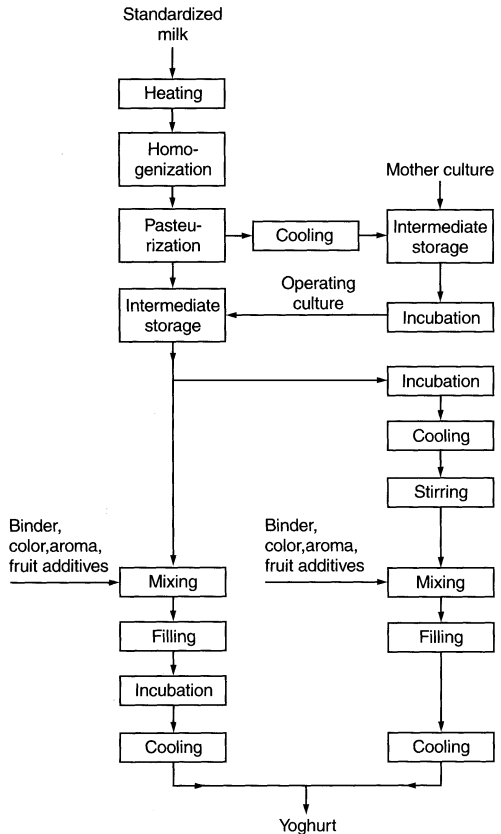 Standardized
milk
Heating
Homo-
genization
Mother culture
Pasteu-
rization
Cooling
Intermediate
storage
Operating
culture
Intermediate
storage
Incubation
Incubation
Cooling
Stirring
Binder,
color,aroma,
fruit additives
Mixing
Binder,
color,aroma,
fruit additives
Mixing
Filling
Filling
Incubation
Cooling
Cooling
Yoghurt